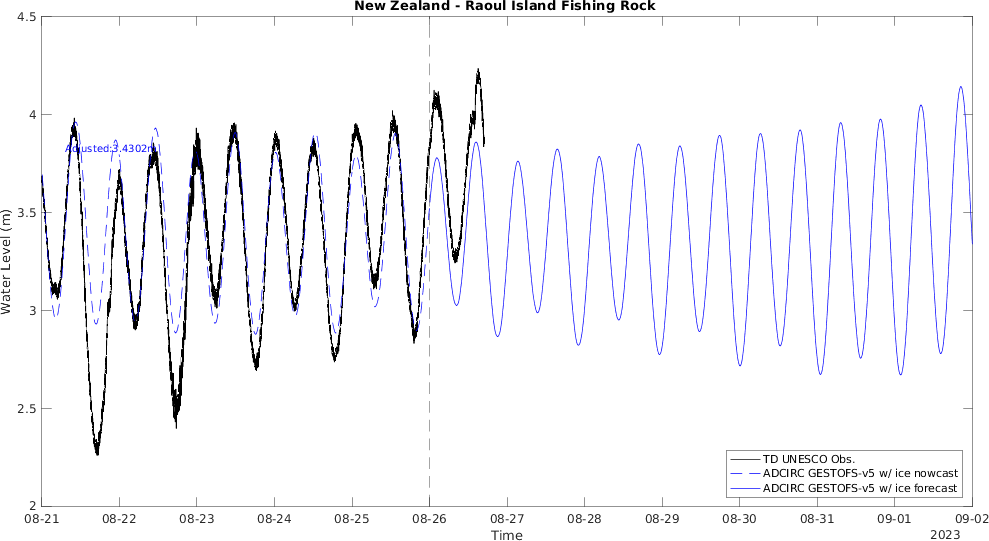 New Zealand - Raoul Island Fishing Rock
4.5
4
3.5
3
2.5
2
Water Level (m)
Adjusted:3.4302m
TD UNESCO Obs.
ADCIRC GESTOFS-v5 w/ ice nowcast
ADCIRC GESTOFS-v5 w/ ice forecast
08-21 08-22 08-23 08-24 08-25 08-26 08-27 08-28 08-29 08-30 08-31 09-01 09-02
Time
2023